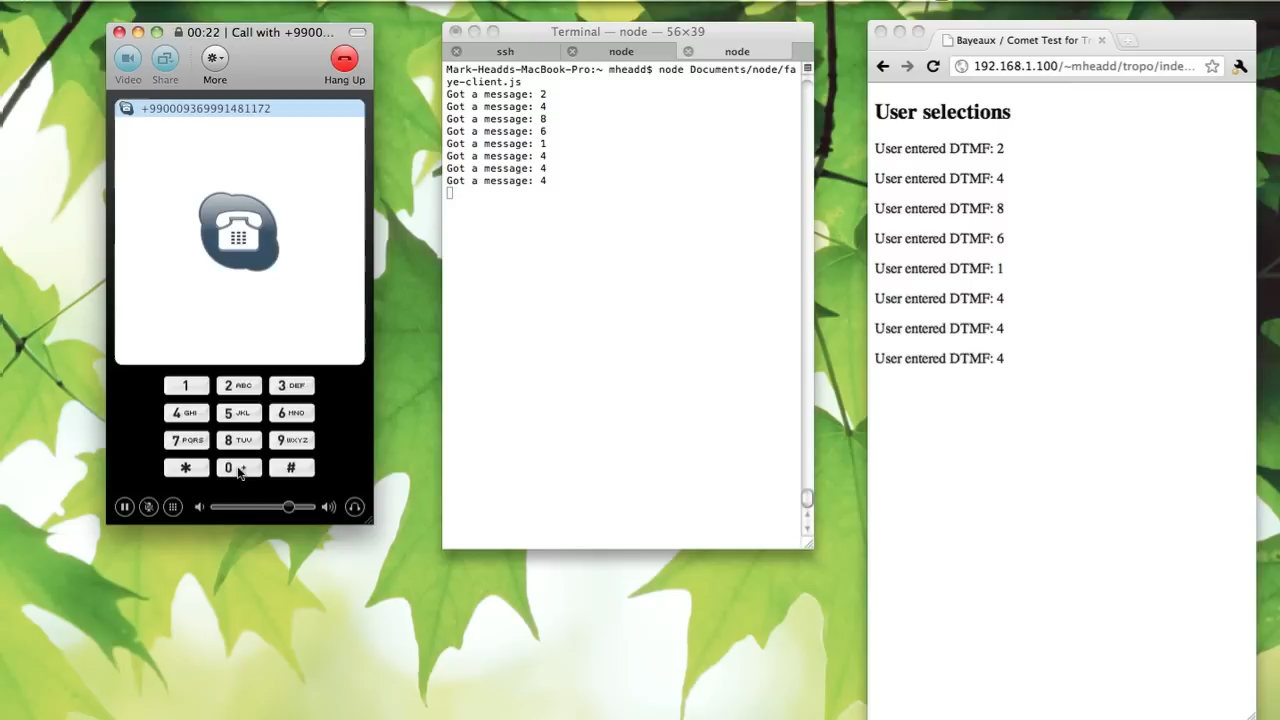 00:22 | Call with +9900...
Video
Share
More
Hang Up
+990009369991481172
1
2 ABC
3 DEF
4 GHI
5 JKL
6 MNO
7 PQRS
8 TUV
9 WXYZ
*
0 +
#
Terminal — node — 56×39
ssh
node
node
Mark-Headds-MacBook-Pro:~ mheadd$ node Documents/node/fa
ye-client.js
Got a message: 2
Got a message: 4
Got a message: 8
Got a message: 6
Got a message: 1
Got a message: 4
Got a message: 4
Got a message: 4
Bayeaux / Comet Test for Tr
192.168.1.100/~mheadd/tropo/inde...
User selections
User entered DTMF: 2
User entered DTMF: 4
User entered DTMF: 8
User entered DTMF: 6
User entered DTMF: 1
User entered DTMF: 4
User entered DTMF: 4
User entered DTMF: 4